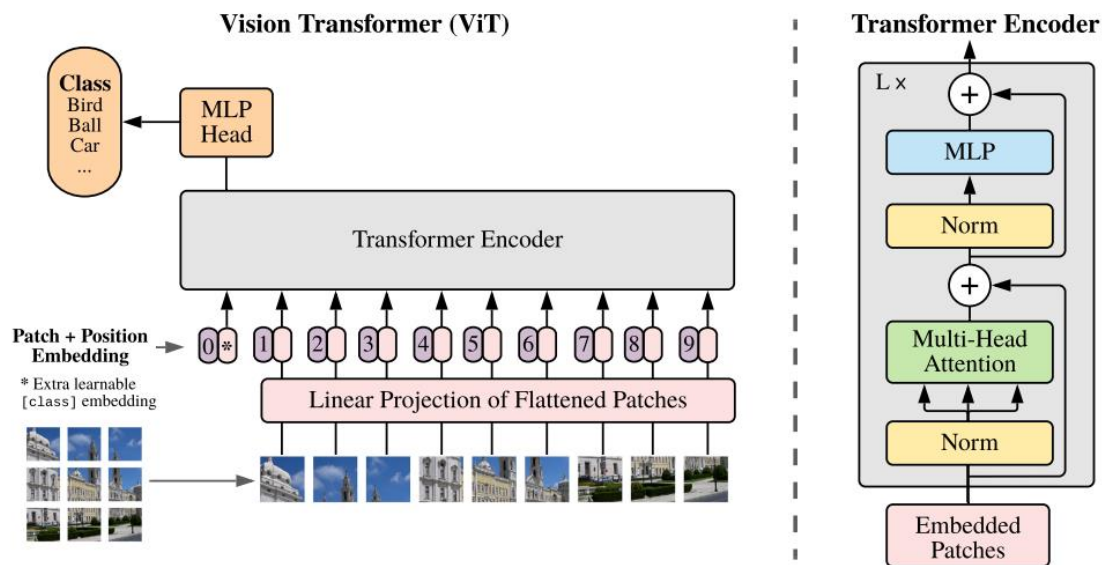 Vision Transformer (ViT)
Class
Bird
Ball
Car
...
MLP
Head
Transformer Encoder
Patch + Position
Embedding
0 * 1 2 3 4 5 6 7 8 9
* Extra learnable
[class] embedding
Linear Projection of Flattened Patches
Transformer Encoder
L ×
+
MLP
Norm
+
Multi-Head
Attention
Norm
Embedded
Patches